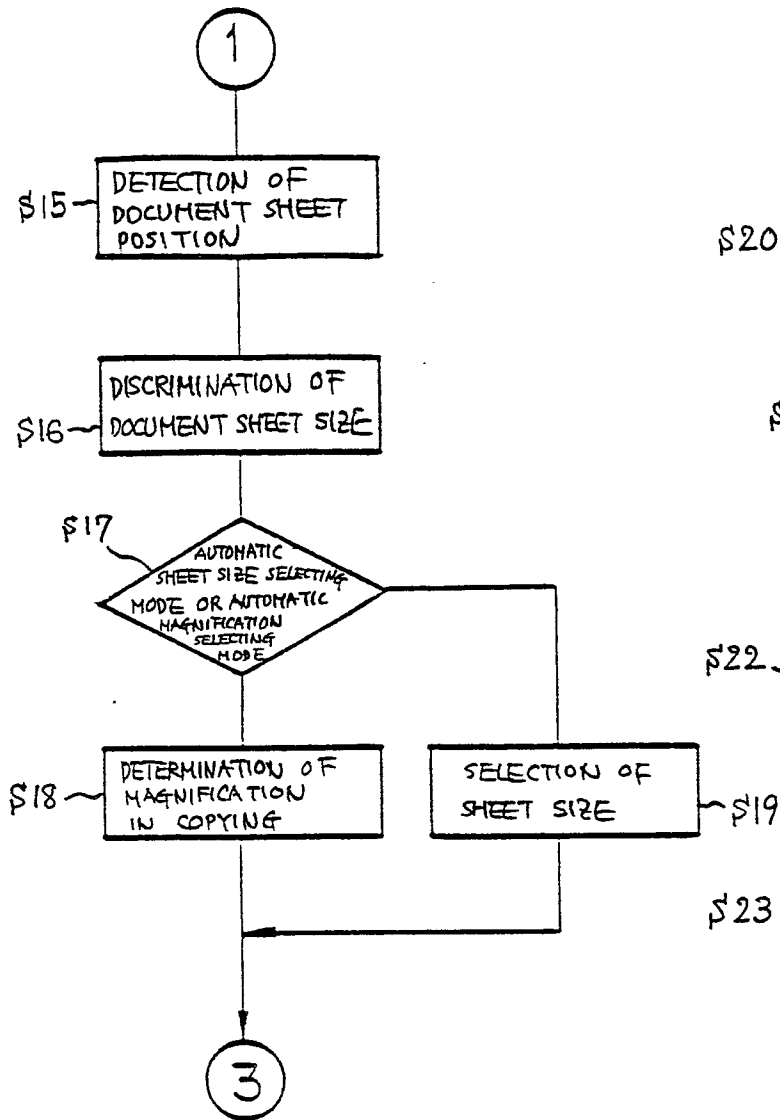 1
S15
DETECTION OF
DOCUMENT SHEET
POSITION
S20
S16
DISCRIMINATION OF
DOCUMENT SHEET SIZE
S
S17
AUTOMATIC
SHEET SIZE SELECTING
MODE OR AUTOMATIC
MAGNIFICATION
SELECTING
MODE
S22
S18
DETERMINATION OF
MAGNIFICATION
IN COPYING
SELECTION OF
SHEET SIZE
S19
S23
3